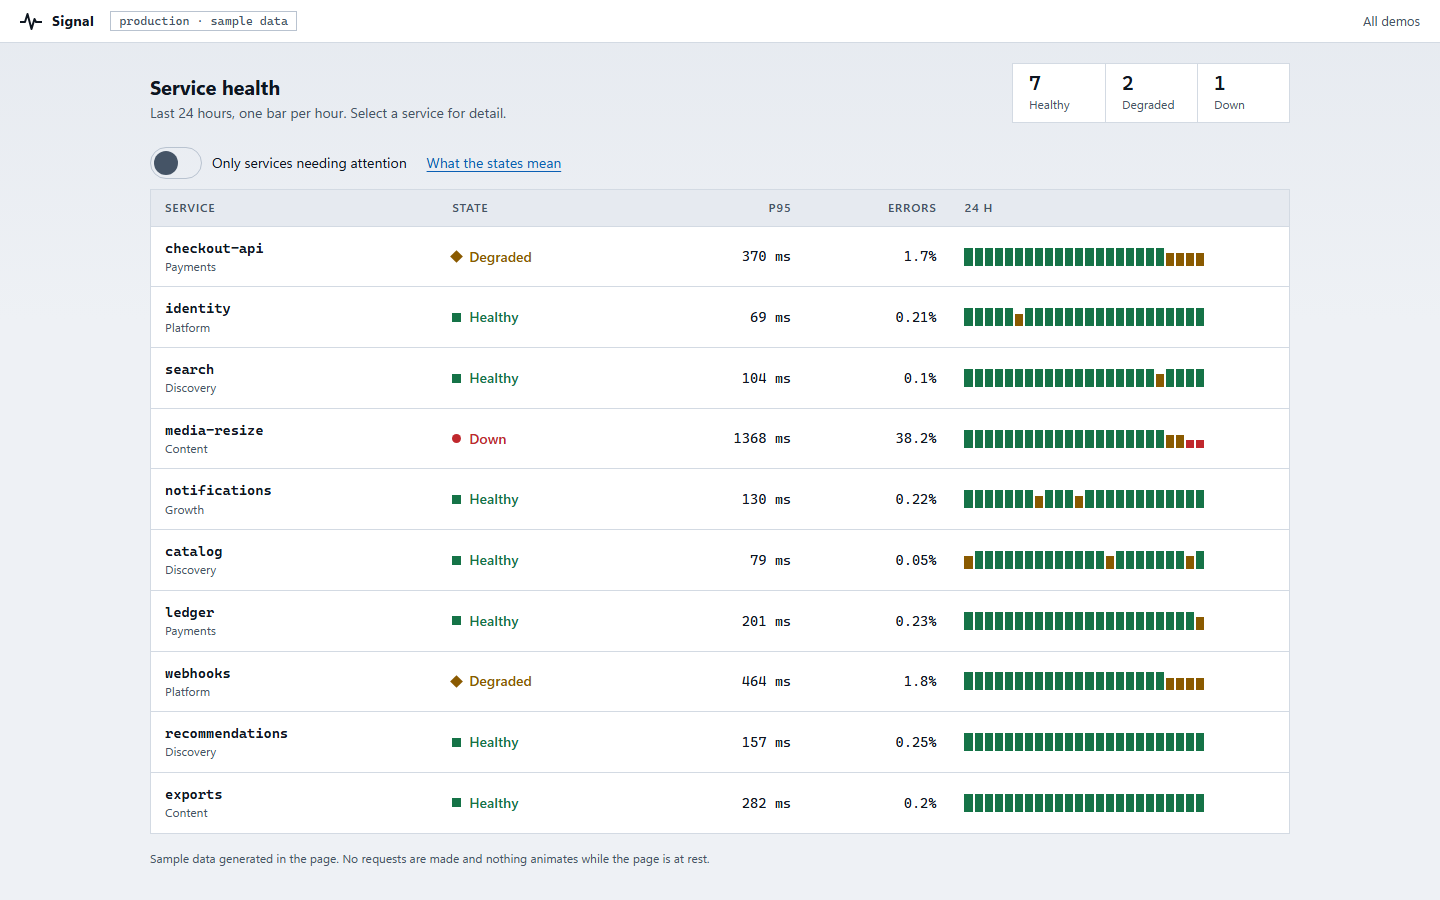 Signal
production · sample data
All demos
Service health
Last 24 hours, one bar per hour. Select a service for detail.
7 Healthy
2 Degraded
1 Down
Only services needing attention
What the states mean
SERVICE STATE P95 ERRORS 24 H
checkout-api Degraded 370 ms 1.7%
Payments
identity Healthy 69 ms 0.21%
Platform
search Healthy 104 ms 0.1%
Discovery
media-resize Down 1368 ms 38.2%
Content
notifications Healthy 130 ms 0.22%
Growth
catalog Healthy 79 ms 0.05%
Discovery
ledger Healthy 201 ms 0.23%
Payments
webhooks Degraded 464 ms 1.8%
Platform
recommendations Healthy 157 ms 0.25%
Discovery
exports Healthy 282 ms 0.2%
Content
Sample data generated in the page. No requests are made and nothing animates while the page is at rest.